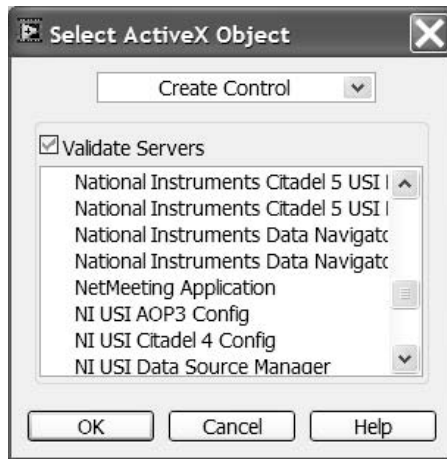 Select ActiveX Object
Create Control
Validate Servers
National Instruments Citadel 5 USI
National Instruments Citadel 5 USI
National Instruments Data Navigatc
National Instruments Data Navigatc
NetMeeting Application
NI USI AOP3 Config
NI USI Citadel 4 Config
NI USI Data Source Manager
OK
Cancel
Help